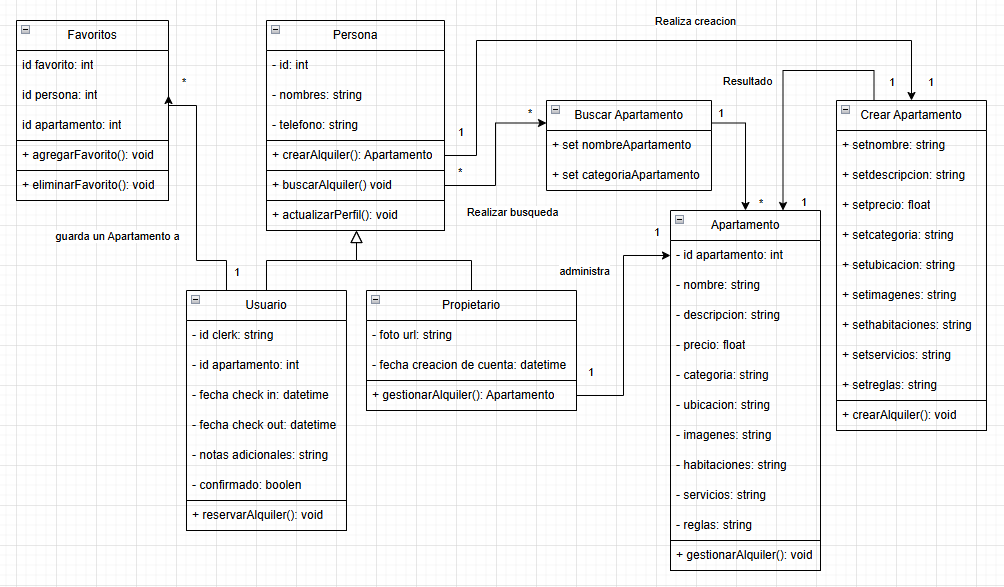 Realiza creacion
Favoritos
id favorito: int
id persona: int
id apartamento: int
+ agregarFavorito(): void
+ eliminarFavorito(): void
*
guarda un Apartamento a
1
Persona
- id: int
- nombres: string
- telefono: string
+ crearAlquiler(): Apartamento
+ buscarAlquiler() void
+ actualizarPerfil(): void
1
*
Realizar busqueda
*
Buscar Apartamento
+ set nombreApartamento
+ set categoriaApartamento
1
*
Resultado
1
1
1
Crear Apartamento
+ setnombre: string
+ setdescripcion: string
+ setprecio: float
+ setcategoria: string
+ setubicacion: string
+ setimagenes: string
+ sethabitaciones: string
+ setservicios: string
+ setreglas: string
+ crearAlquiler(): void
Usuario
- id clerk: string
- id apartamento: int
- fecha check in: datetime
- fecha check out: datetime
- notas adicionales: string
- confirmado: boolen
+ reservarAlquiler(): void
Propietario
- foto url: string
- fecha creacion de cuenta: datetime
+ gestionarAlquiler(): Apartamento
1
administra
1
Apartamento
- id apartamento: int
- nombre: string
- descripcion: string
- precio: float
- categoria: string
- ubicacion: string
- imagenes: string
- habitaciones: string
- servicios: string
- reglas: string
+ gestionarAlquiler(): void